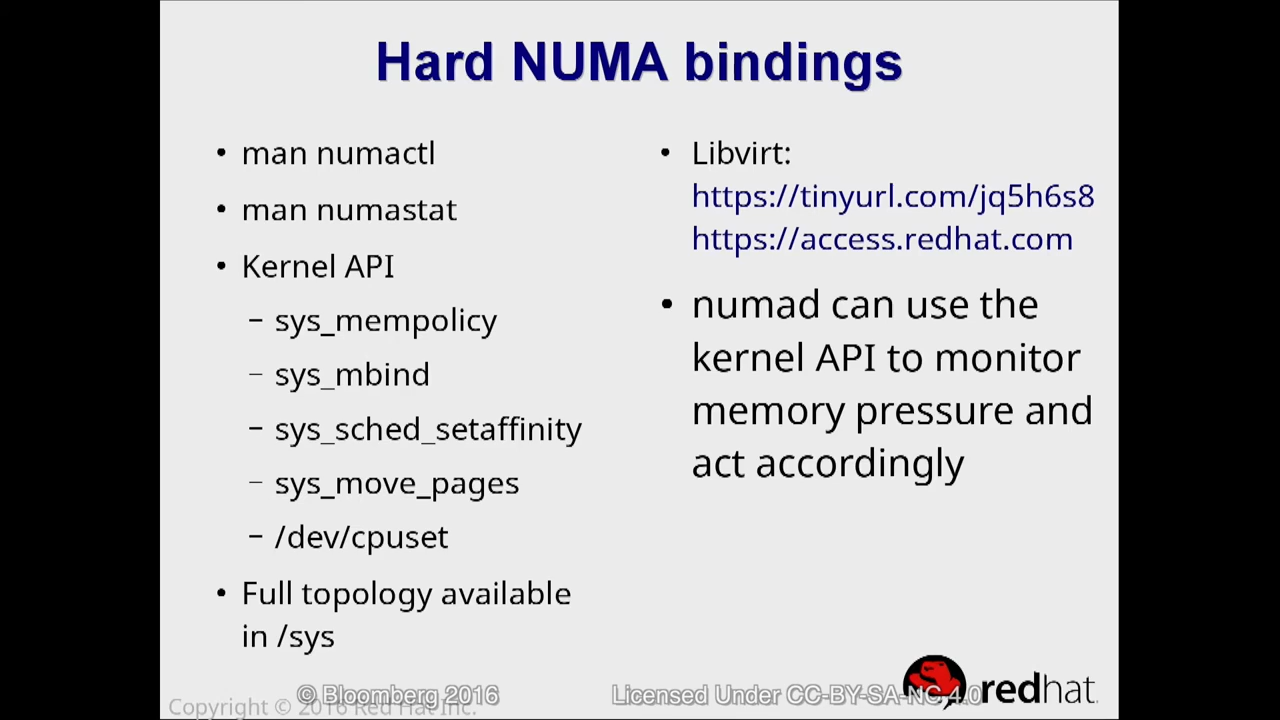 Hard NUMA bindings
• man numactl
• man numastat
• Kernel API
– sys_mempolicy
– sys_mbind
– sys_sched_setaffinity
– sys_move_pages
– /dev/cpuset
• Full topology available
in /sys
• Libvirt:
https://tinyurl.com/jq5h6s8
https://access.redhat.com
• numad can use the
kernel API to monitor
memory pressure and
act accordingly
redhat.
© Bloomberg 2016
Licensed Under CC-BY-SA-NC 4.0
Copyright © 2016 Red Hat Inc.